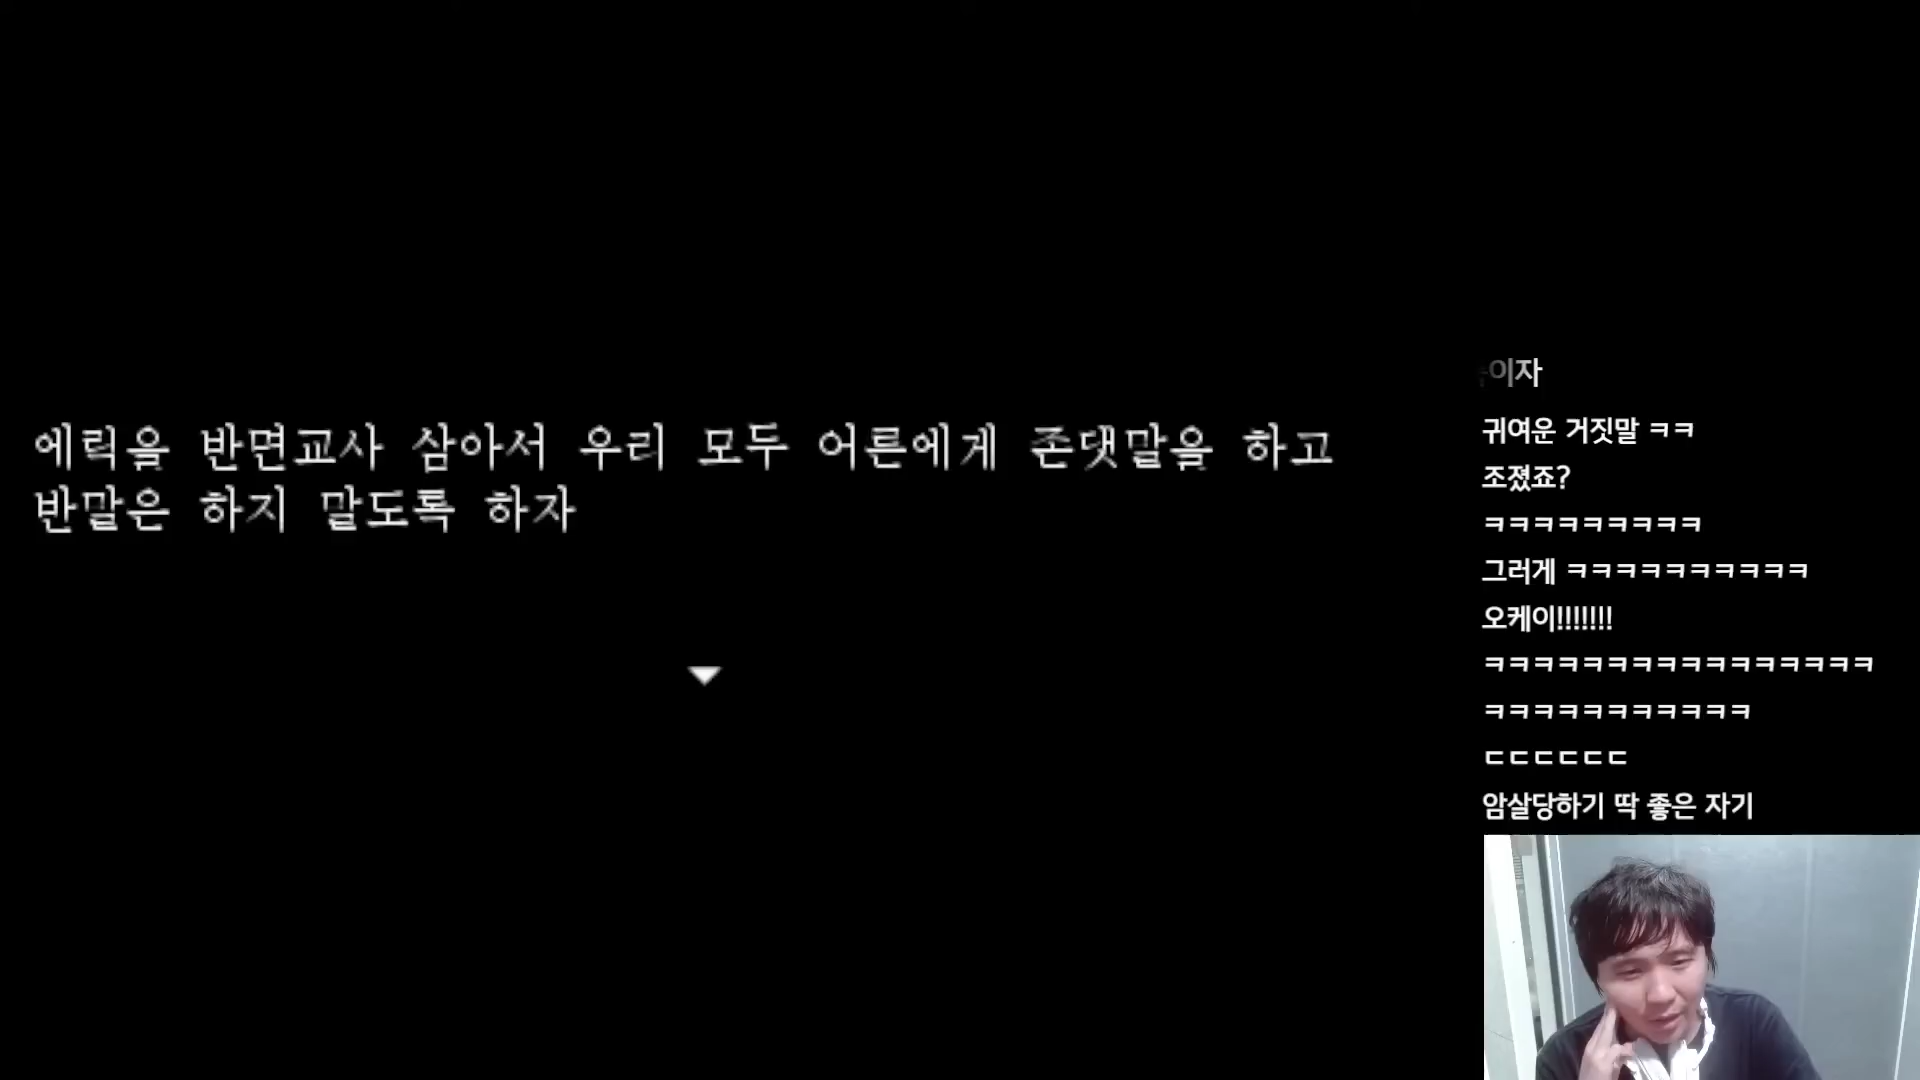 에릭을 반면교사 삼아서 우리 모두 어른에게 존댓말을 하고
반말은 하지 말도록 하자
이자
귀여운 거짓말 ㅋㅋ
조졌죠?
ㅋㅋㅋㅋㅋㅋㅋㅋㅋ
그러게 ㅋㅋㅋㅋㅋㅋㅋㅋㅋㅋ
오케이!!!!!!!
ㅋㅋㅋㅋㅋㅋㅋㅋㅋㅋㅋㅋㅋㅋㅋㅋ
ㅋㅋㅋㅋㅋㅋㅋㅋㅋㅋㅋ
ㄷㄷㄷㄷㄷㄷ
암살당하기 딱 좋은 자기